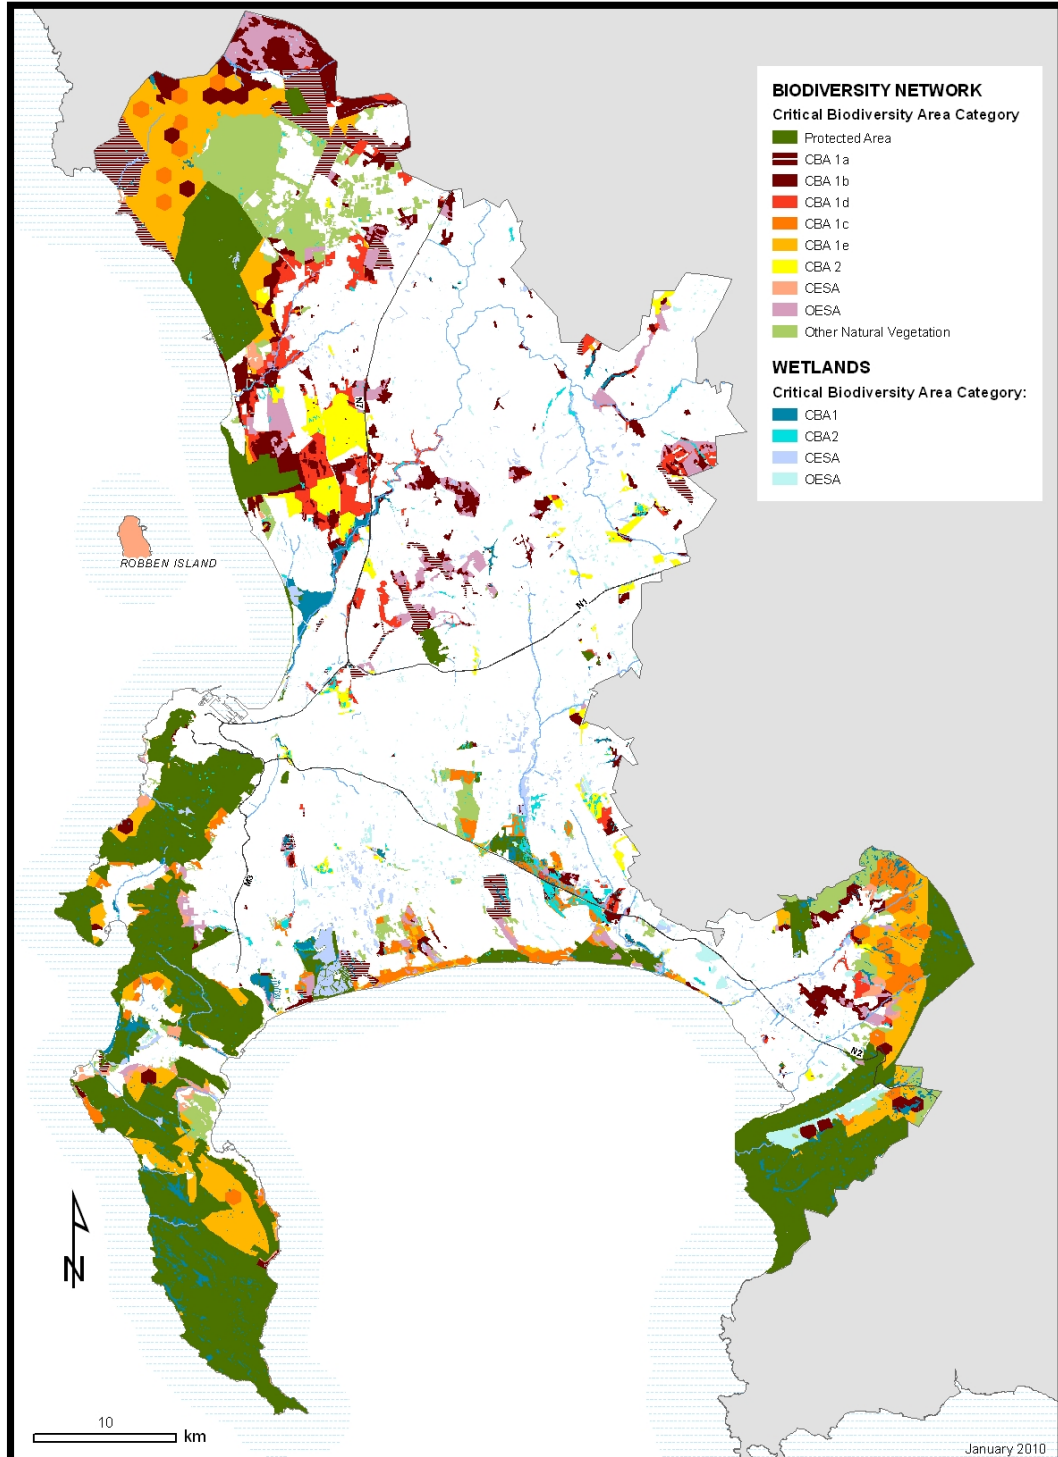 BIODIVERSITY NETWORK
Critical Biodiversity Area Category
Protected Area
CBA 1a
CBA 1b
CBA 1d
CBA 1c
CBA 1e
CBA 2
CESA
OESA
Other Natural Vegetation
WETLANDS
Critical Biodiversity Area Category:
CBA1
CBA2
CESA
OESA
N7
ROBBEN ISLAND
N1
M3
N2
N
10
km
January 2010